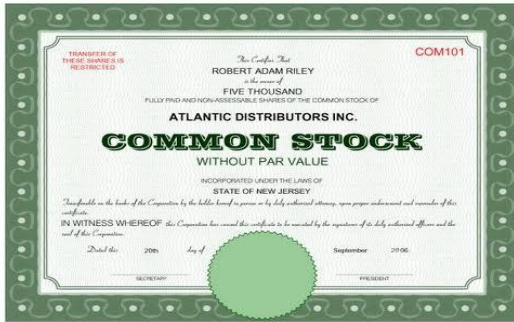 TRANSFER OF
THESE SHARES IS
RESTRICTED
COM101
This Certifies That
ROBERT ADAM RILEY
is the owner of
FIVE THOUSAND
FULLY PAID AND NON-ASSESSABLE SHARES OF THE COMMON STOCK OF
ATLANTIC DISTRIBUTORS INC.
COMMON STOCK
WITHOUT PAR VALUE
INCORPORATED UNDER THE LAWS OF
STATE OF NEW JERSEY
Transferable on the books of the Corporation by the holder hereof in person or by duly authorized attorney, upon proper endorsement and surrender of this
certificate.
IN WITNESS WHEREOF this Corporation has caused this certificate to be executed by the signatures of its duly authorized officers and the
seal of this Corporation.
Dated this 20th day of September 2006
SECRETARY PRESIDENT